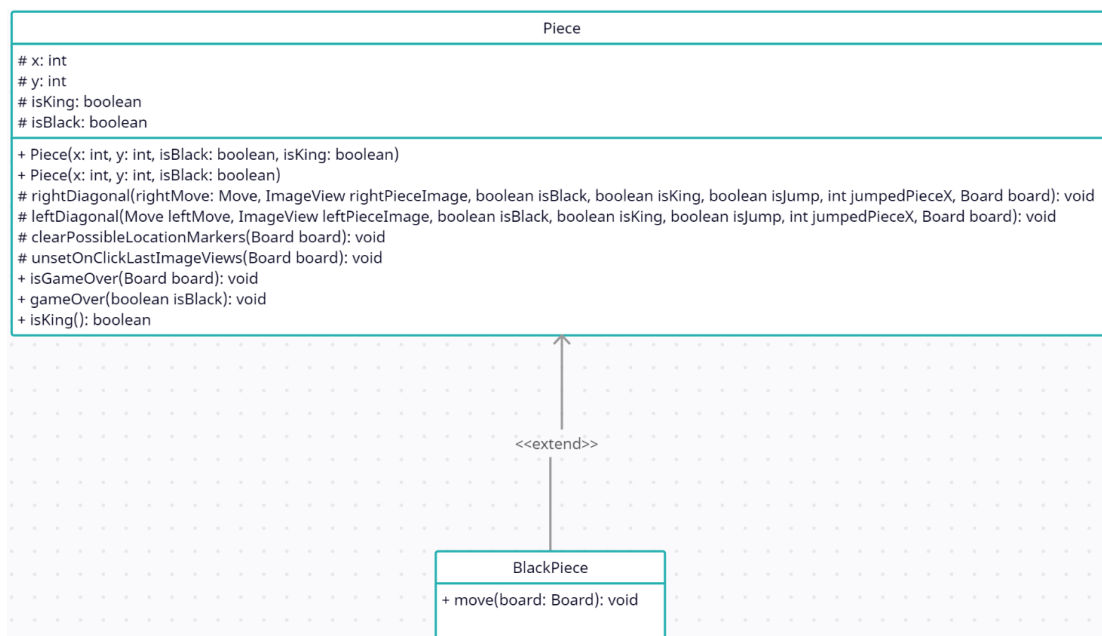 Piece
# x: int
# y: int
# isKing: boolean
# isBlack: boolean
+ Piece(x: int, y: int, isBlack: boolean, isKing: boolean)
+ Piece(x: int, y: int, isBlack: boolean)
# rightDiagonal(rightMove: Move, ImageView rightPieceImage, boolean isBlack, boolean isKing, boolean isJump, int jumpedPieceX, Board board): void
# leftDiagonal(Move leftMove, ImageView leftPieceImage, boolean isBlack, boolean isKing, boolean isJump, int jumpedPieceX, Board board): void
# clearPossibleLocationMarkers(Board board): void
# unsetOnClickLastImageViews(Board board): void
+ isGameOver(Board board): void
+ gameOver(boolean isBlack): void
+ isKing(): boolean
<<extend>>
BlackPiece
+ move(board: Board): void